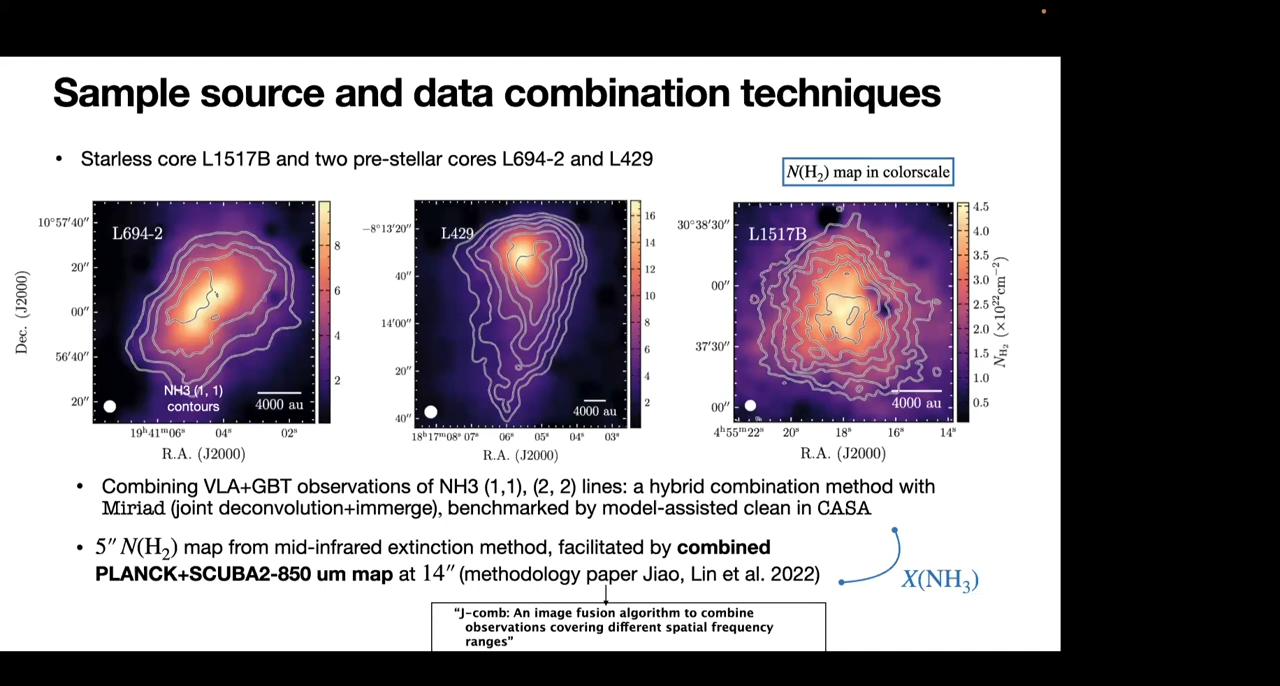 Sample source and data combination techniques
• Starless core L1517B and two pre-stellar cores L694-2 and L429
N(H₂) map in colorscale
Dec. (J2000)
10°57′40″
20″
00″
56′40″
20″
L694-2
NH3 (1, 1)
contours
4000 au
8
6
4
2
19ʰ41ᵐ06ˢ 04ˢ 02ˢ
R.A. (J2000)
−8°13′20″
40″
14′00″
20″
40″
L429
4000 au
16
14
12
10
8
6
4
2
18ʰ17ᵐ08ˢ 07ˢ 06ˢ 05ˢ 04ˢ 03ˢ
R.A. (J2000)
30°38′30″
00″
37′30″
00″
L1517B
4000 au
4.5
4.0
3.5
3.0
2.5
2.0
1.5
1.0
0.5
N_H₂ (×10²²cm⁻²)
4ʰ55ᵐ22ˢ 20ˢ 18ˢ 16ˢ 14ˢ
R.A. (J2000)
• Combining VLA+GBT observations of NH3 (1,1), (2, 2) lines: a hybrid combination method with
Miriad (joint deconvolution+immerge), benchmarked by model-assisted clean in CASA
• 5″ N(H₂) map from mid-infrared extinction method, facilitated by combined
PLANCK+SCUBA2-850 um map at 14″ (methodology paper Jiao, Lin et al. 2022)
X(NH₃)
“J-comb: An image fusion algorithm to combine
observations covering different spatial frequency
ranges”